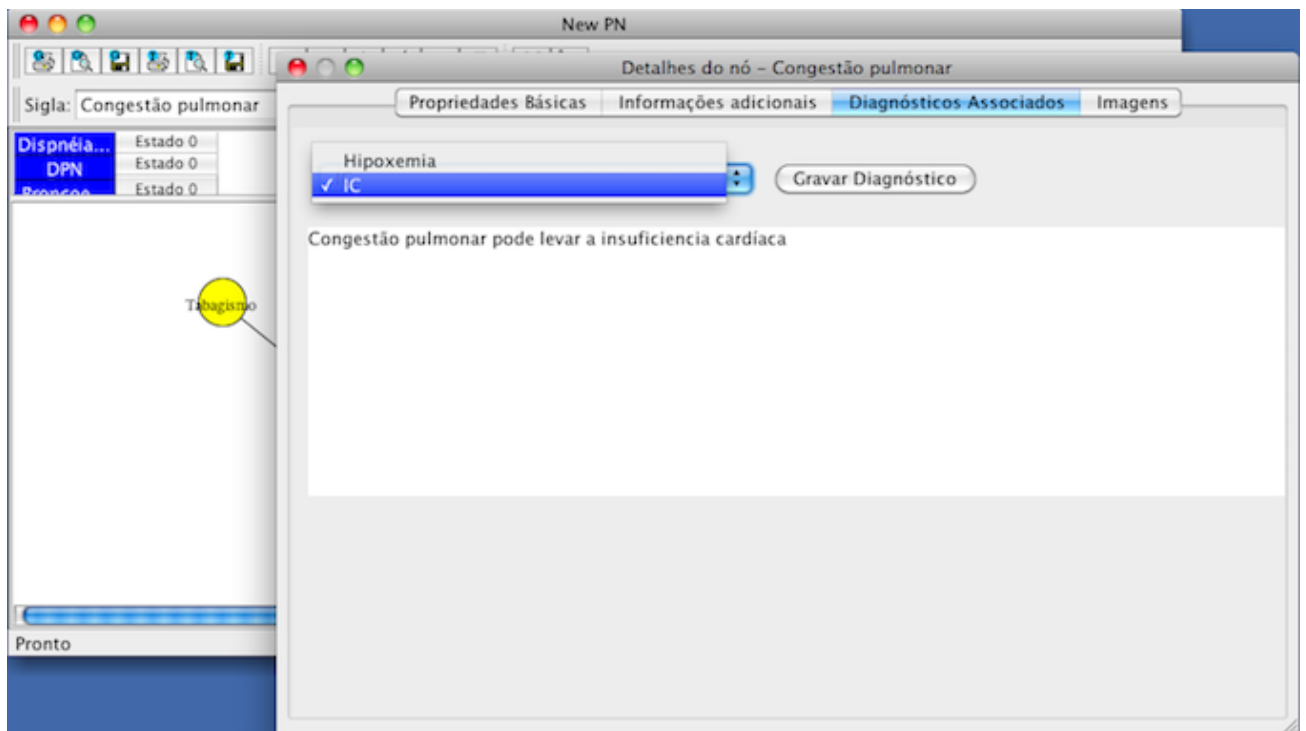 New PN
Detalhes do nó – Congestão pulmonar
Sigla: Congestão pulmonar
Propriedades Básicas Informações adicionais Diagnósticos Associados Imagens
Dispnéia... Estado 0
DPN Estado 0
Estado 0
Hipoxemia
✓ IC
Gravar Diagnóstico
Congestão pulmonar pode levar a insuficiencia cardíaca
Tabagismo
Pronto